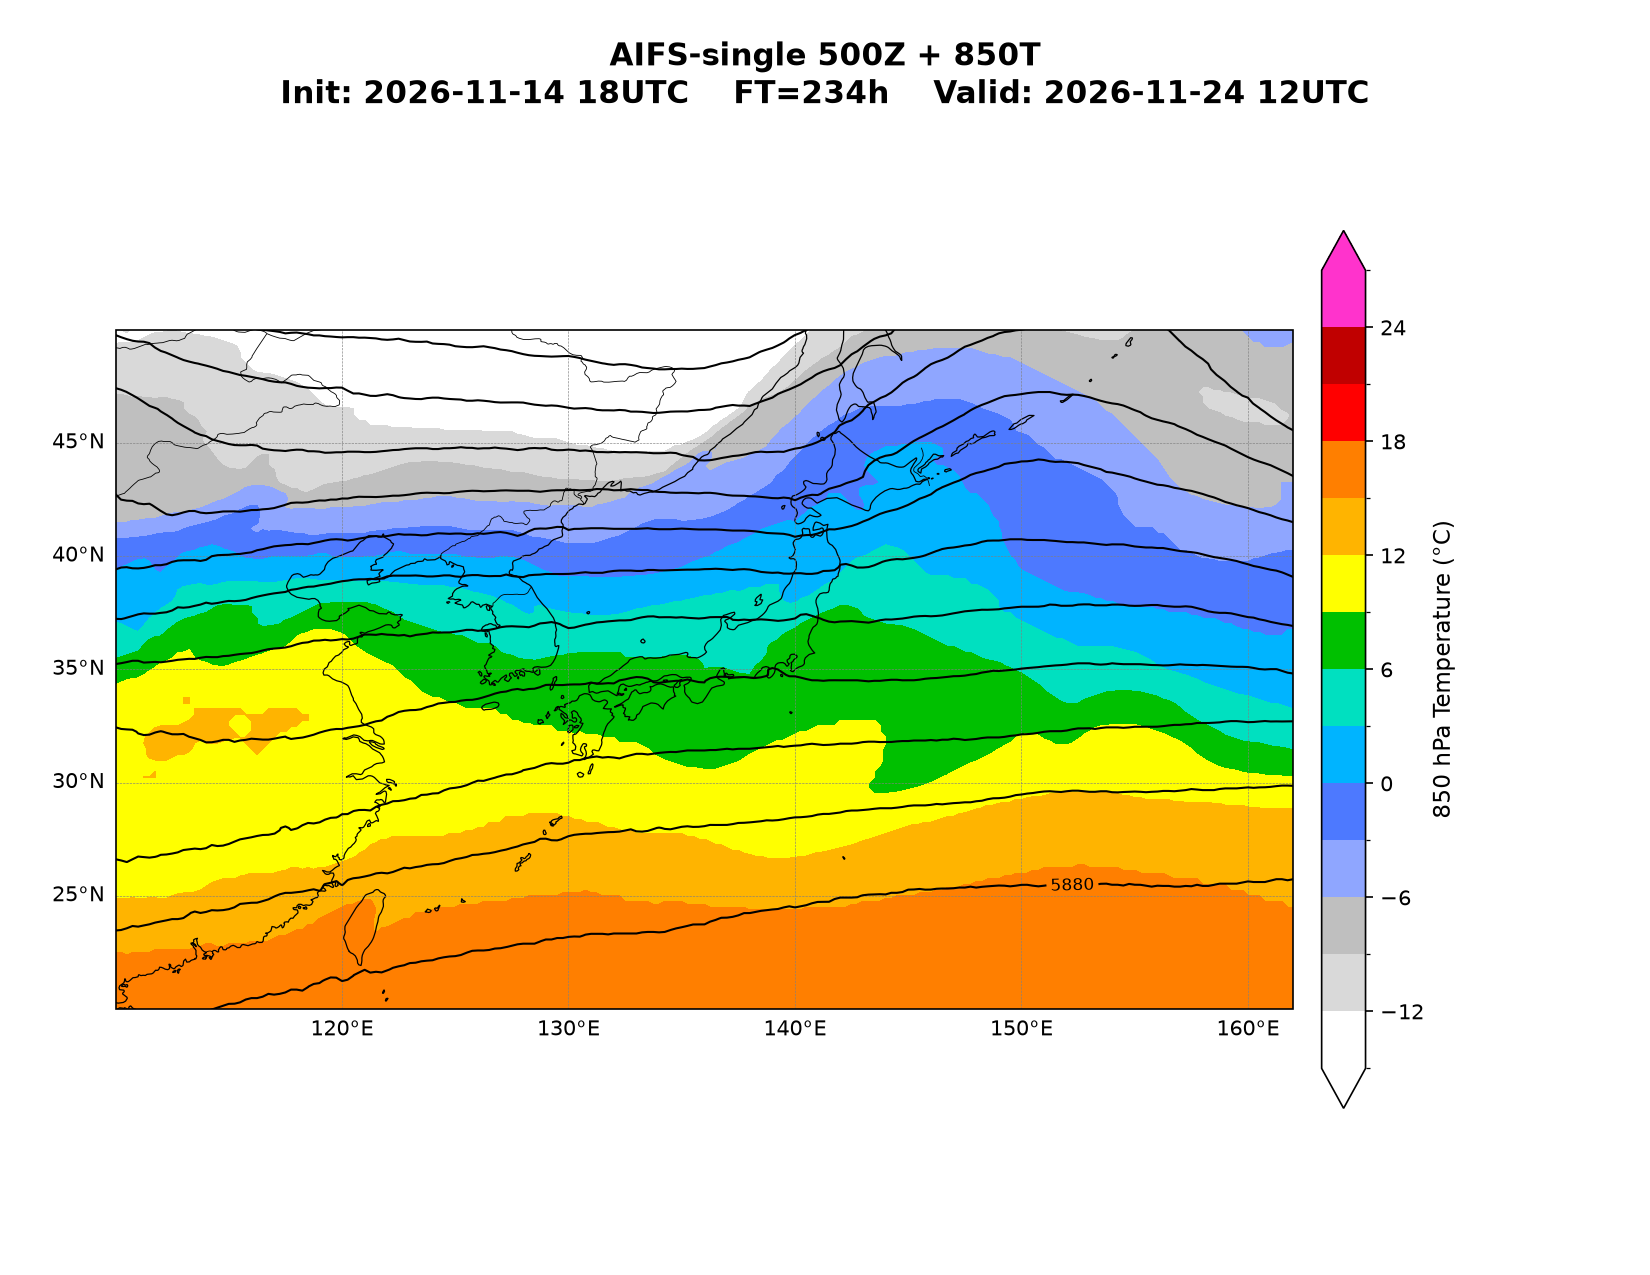 AIFS-single 500Z + 850T
Init: 2026-11-14 18UTC    FT=234h    Valid: 2026-11-24 12UTC
45°N
40°N
35°N
30°N
25°N
120°E
130°E
140°E
150°E
160°E
5880
24
18
12
6
0
−6
−12
850 hPa Temperature (°C)